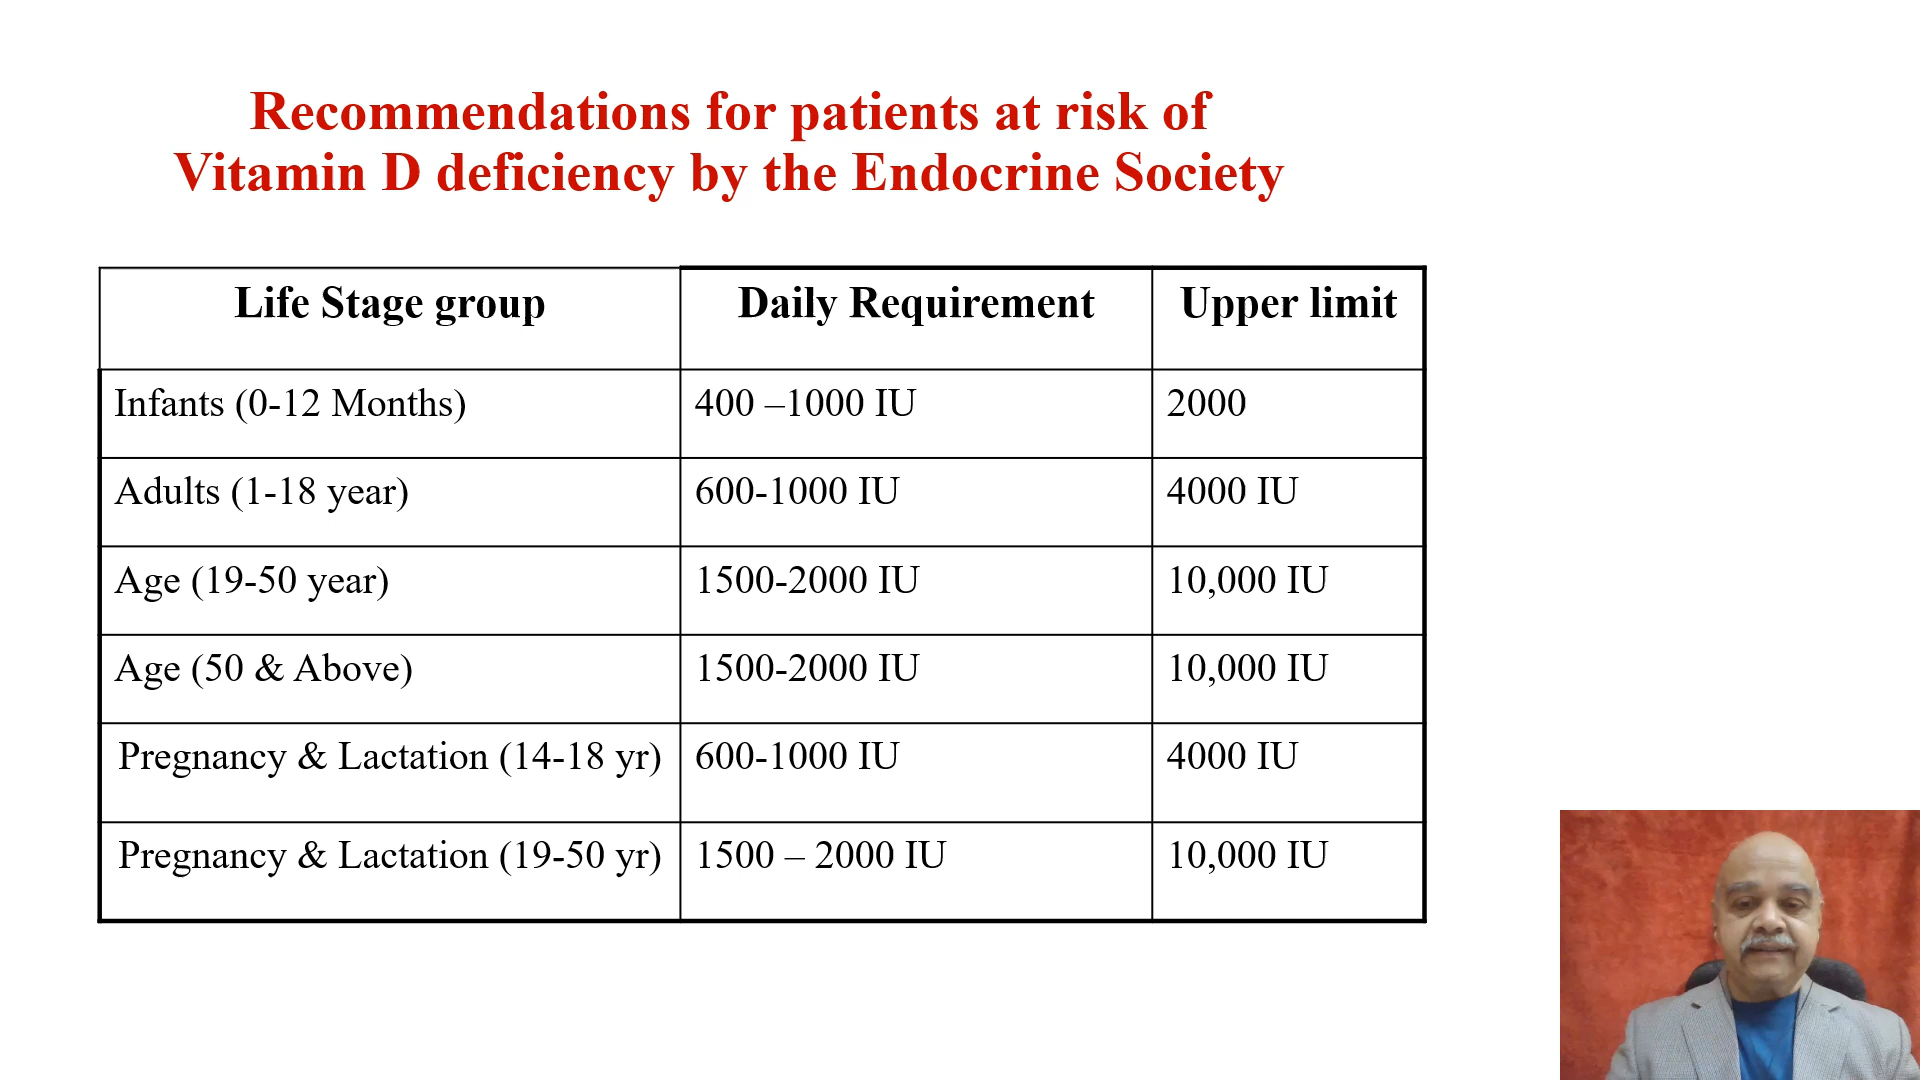 Recommendations for patients at risk of
Vitamin D deficiency by the Endocrine Society
Life Stage group Daily Requirement Upper limit
Infants (0-12 Months) 400 –1000 IU 2000
Adults (1-18 year) 600-1000 IU 4000 IU
Age (19-50 year) 1500-2000 IU 10,000 IU
Age (50 & Above) 1500-2000 IU 10,000 IU
Pregnancy & Lactation (14-18 yr) 600-1000 IU 4000 IU
Pregnancy & Lactation (19-50 yr) 1500 – 2000 IU 10,000 IU